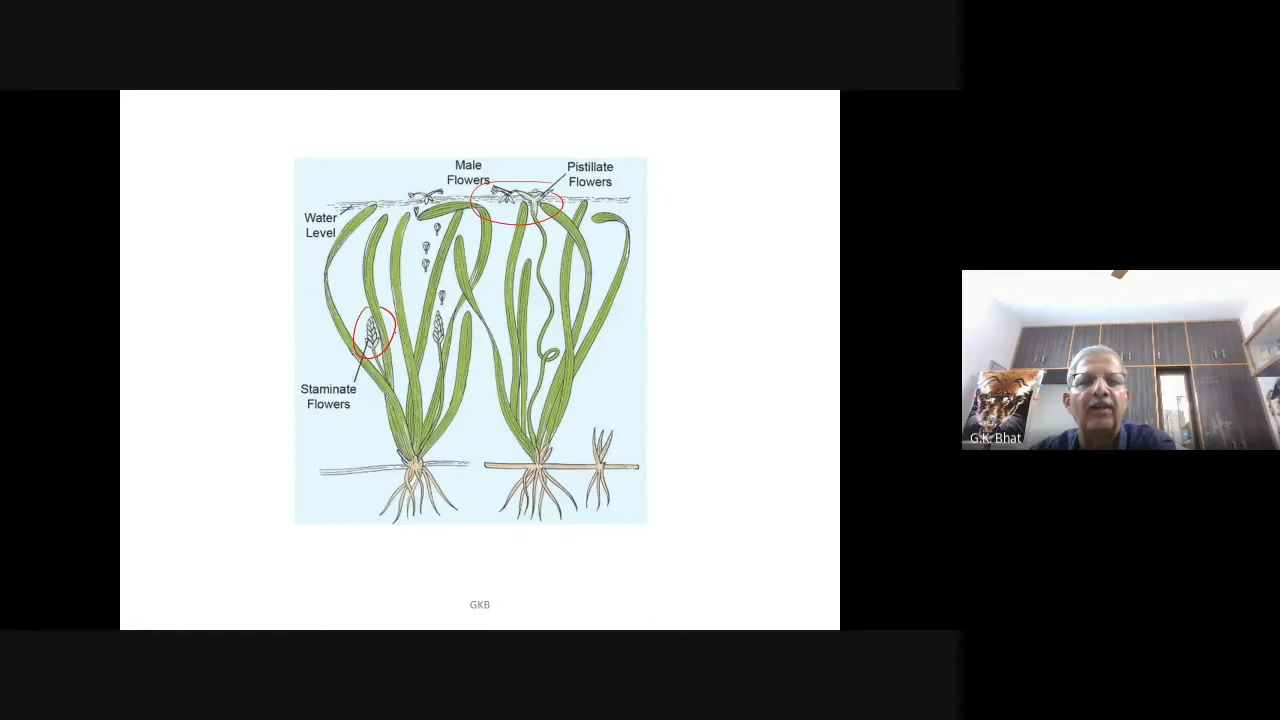 Male
Flowers
Pistillate
Flowers
Water
Level
Staminate
Flowers
GKB
G.K. Bhat